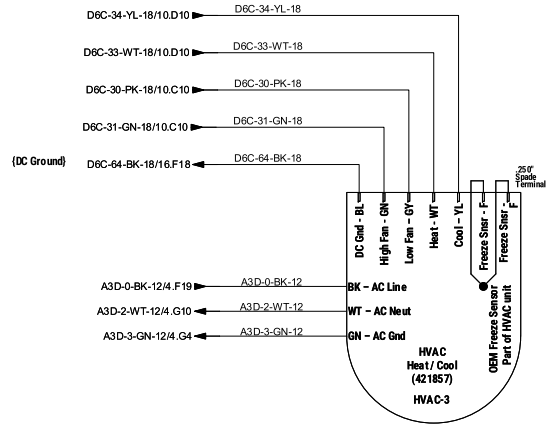 D6C-34-YL-18/10.D10 D6C-34-YL-18
D6C-33-WT-18/10.D10 D6C-33-WT-18
D6C-30-PK-18/10.C10 D6C-30-PK-18
D6C-31-GN-18/10.C10 D6C-31-GN-18
{DC Ground} D6C-64-BK-18/16.F18 D6C-64-BK-18
.250"
Spade
Terminal
DC Gnd - BL
High Fan - GN
Low Fan - GY
Heat - WT
Cool - YL
Freeze Snsr - F
Freeze Snsr -
F
A3D-0-BK-12/4.F19 A3D-0-BK-12 BK – AC Line
A3D-2-WT-12/4.G10 A3D-2-WT-12 WT – AC Neut
A3D-3-GN-12/4.G4 A3D-3-GN-12 GN – AC Gnd
OEM Freeze Sensor
Part of HVAC unit
HVAC
Heat / Cool
(421857)
HVAC-3